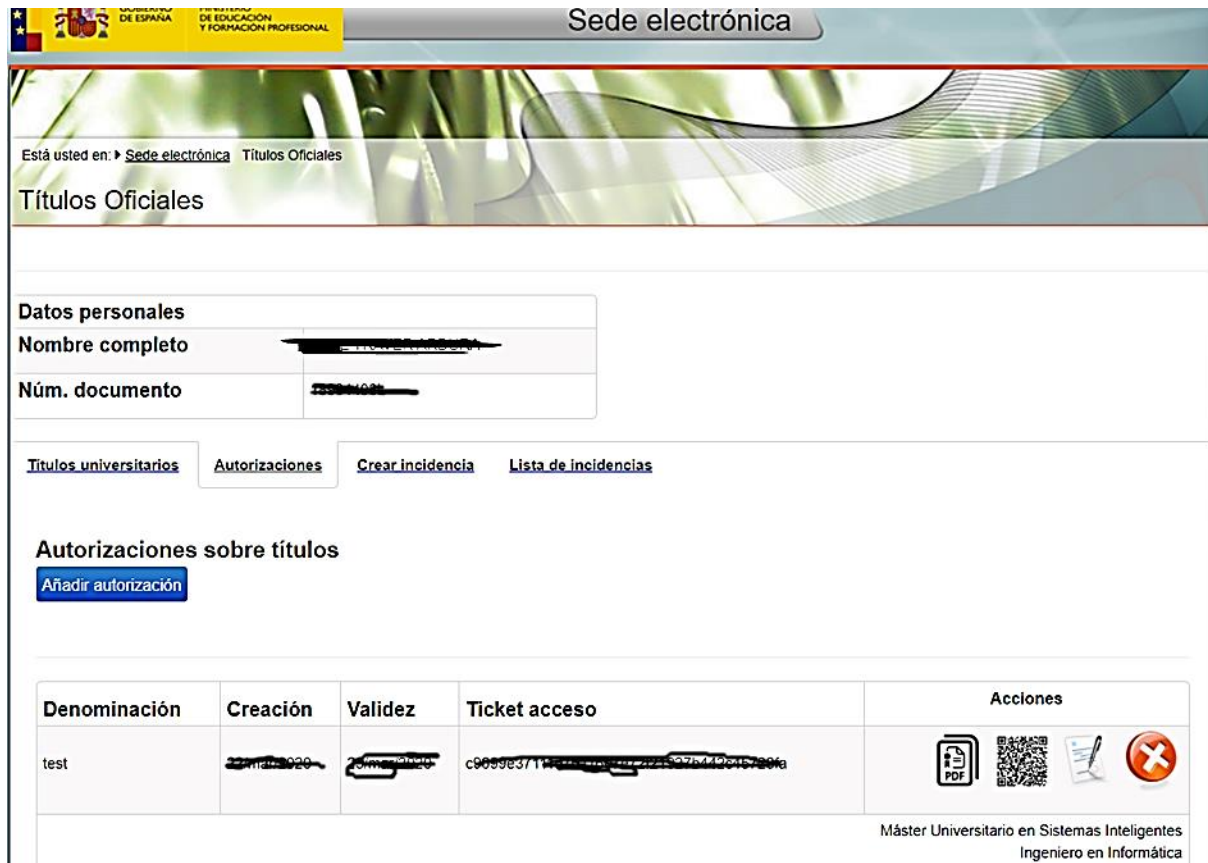 GOBIERNO DE ESPAÑA
MINISTERIO DE EDUCACIÓN Y FORMACIÓN PROFESIONAL
Sede electrónica
Está usted en: Sede electrónica Títulos Oficiales
Títulos Oficiales
Datos personales
Nombre completo
Núm. documento
Títulos universitarios Autorizaciones Crear incidencia Lista de incidencias
Autorizaciones sobre títulos
Añadir autorización
Denominación Creación Validez Ticket acceso Acciones
test
PDF
Máster Universitario en Sistemas Inteligentes
Ingeniero en Informática